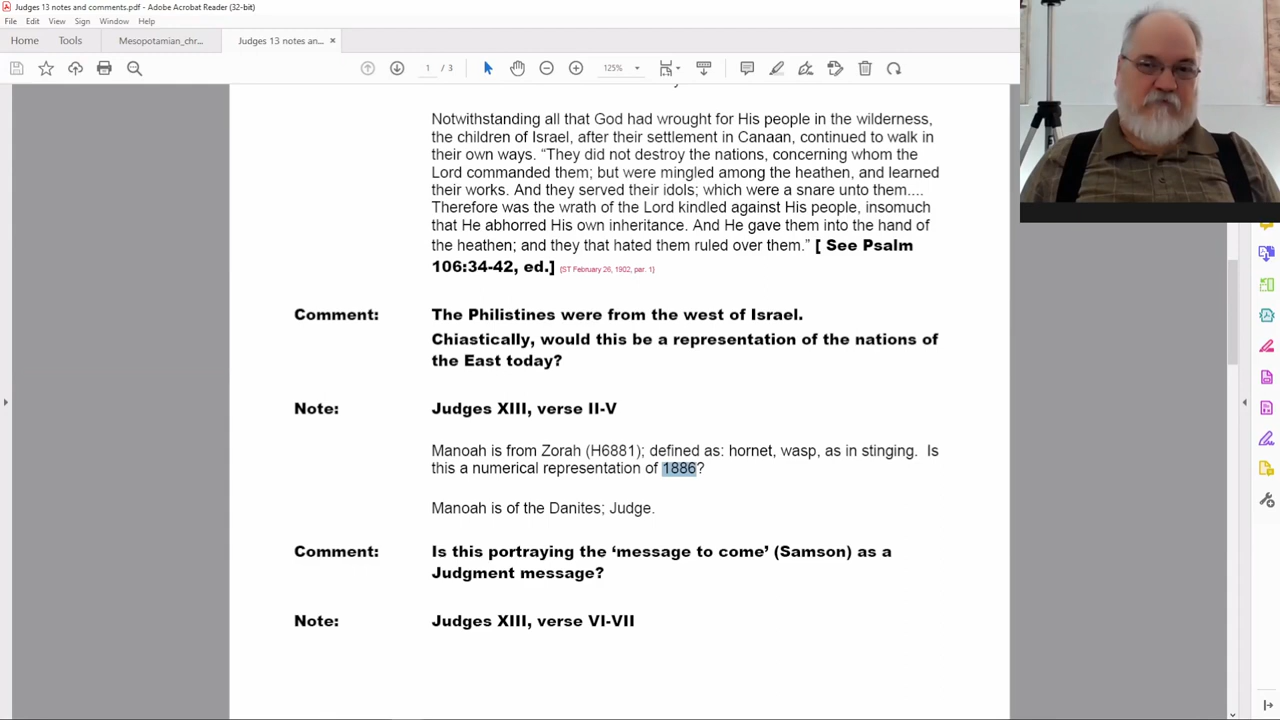 Judges 13 notes and comments.pdf - Adobe Acrobat Reader (32-bit)
File Edit View Sign Window Help
Home Tools Mesopotamian_chr... Judges 13 notes an... ×
1 / 3 125%
Notwithstanding all that God had wrought for His people in the wilderness,
the children of Israel, after their settlement in Canaan, continued to walk in
their own ways. “They did not destroy the nations, concerning whom the
Lord commanded them; but were mingled among the heathen, and learned
their works. And they served their idols; which were a snare unto them....
Therefore was the wrath of the Lord kindled against His people, insomuch
that He abhorred His own inheritance. And He gave them into the hand of
the heathen; and they that hated them ruled over them.” [ See Psalm
106:34-42, ed.] {ST February 26, 1902, par. 1}
Comment: The Philistines were from the west of Israel.
Chiastically, would this be a representation of the nations of
the East today?
Note: Judges XIII, verse II-V
Manoah is from Zorah (H6881); defined as: hornet, wasp, as in stinging. Is
this a numerical representation of 1886?
Manoah is of the Danites; Judge.
Comment: Is this portraying the ‘message to come’ (Samson) as a
Judgment message?
Note: Judges XIII, verse VI-VII